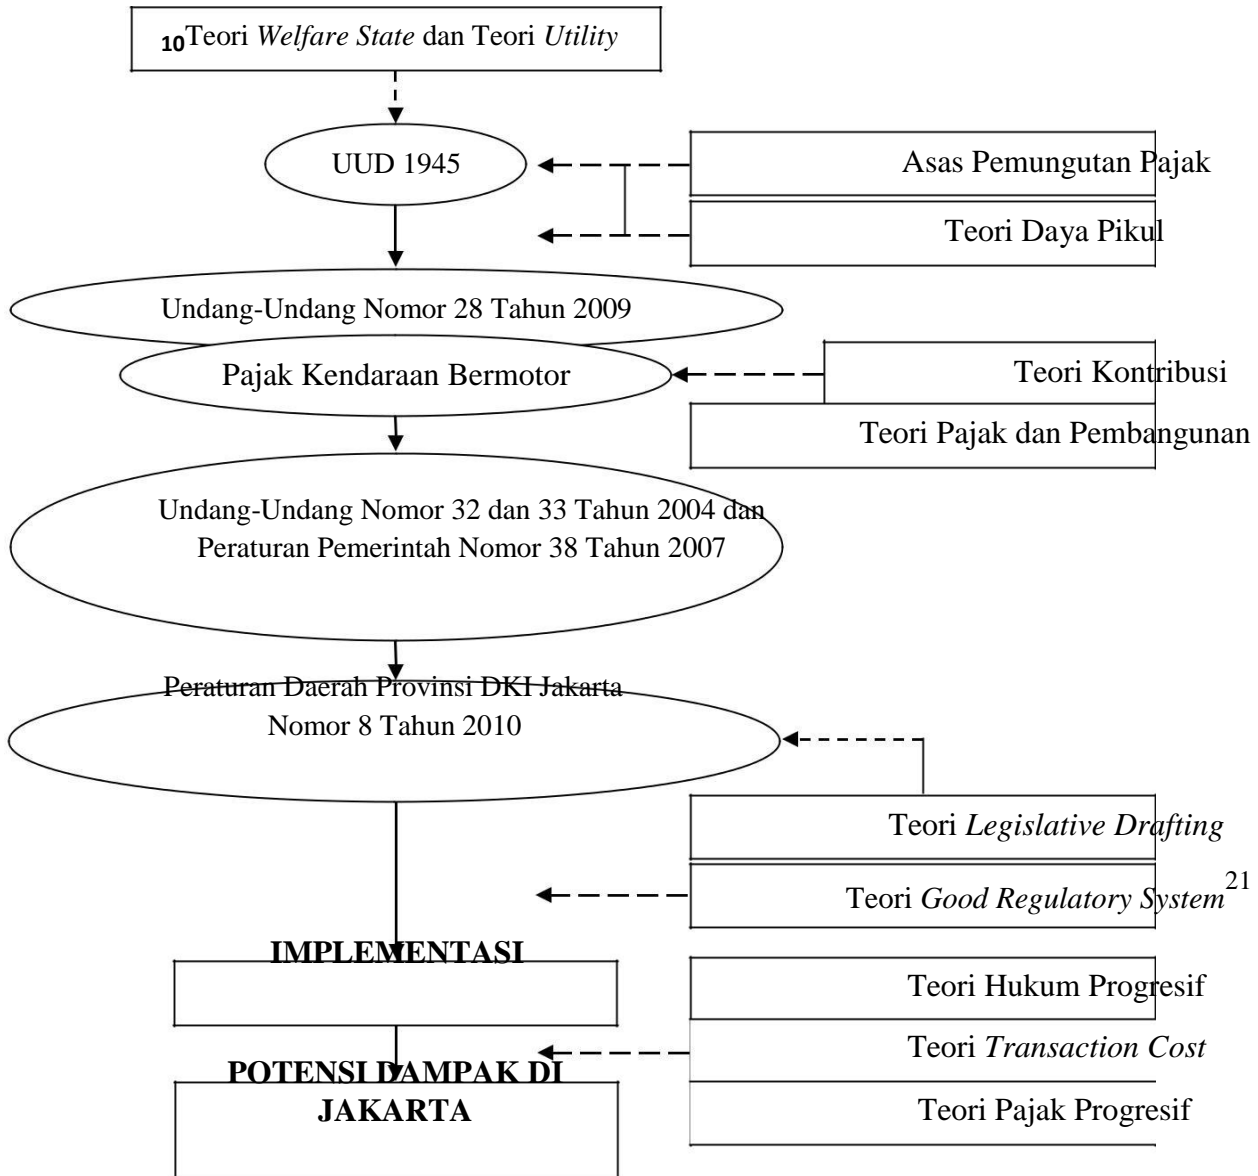 10Teori Welfare State dan Teori Utility
UUD 1945
Asas Pemungutan Pajak
Teori Daya Pikul
Undang-Undang Nomor 28 Tahun 2009
Pajak Kendaraan Bermotor
Teori Kontribusi
Teori Pajak dan Pembangunan
Undang-Undang Nomor 32 dan 33 Tahun 2004 dan
Peraturan Pemerintah Nomor 38 Tahun 2007
Peraturan Daerah Provinsi DKI Jakarta
Nomor 8 Tahun 2010
Teori Legislative Drafting
Teori Good Regulatory System21
IMPLEMENTASI
Teori Hukum Progresif
Teori Transaction Cost
POTENSI DAMPAK DI
JAKARTA
Teori Pajak Progresif